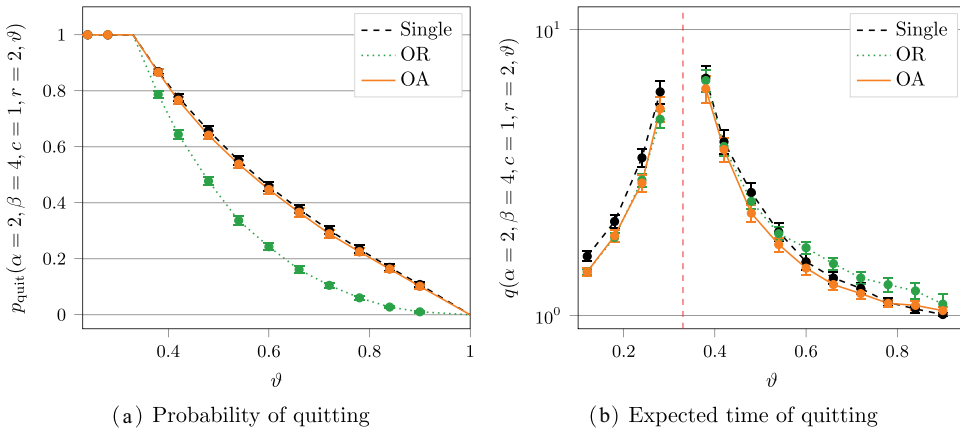 1
0.8
0.6
0.4
0.2
0
0.4
0.6
0.8
1
p_quit(α = 2, β = 4, c = 1, r = 2, ϑ)
ϑ
Single
OR
OA
(a) Probability of quitting
10^1
10^0
0.2
0.4
0.6
0.8
q(α = 2, β = 4, c = 1, r = 2, ϑ)
ϑ
Single
OR
OA
(b) Expected time of quitting